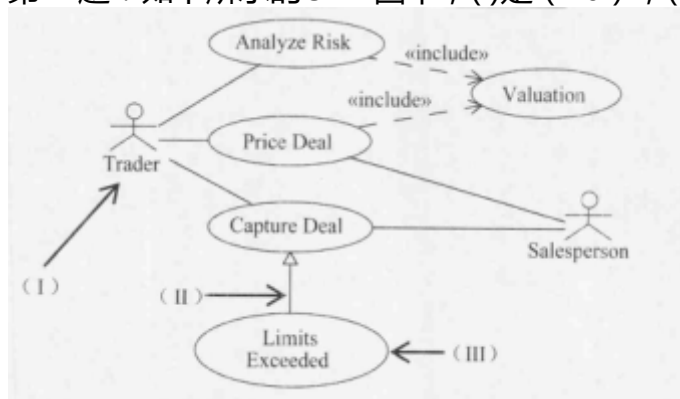 Analyze Risk
«include»
Valuation
«include»
Price Deal
Trader
Capture Deal
Salesperson
( I )
( II )
Limits
Exceeded
( III )